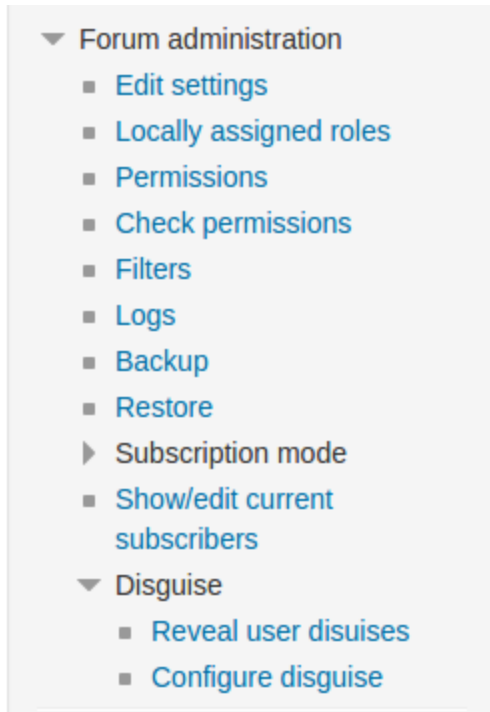 Forum administration
Edit settings
Locally assigned roles
Permissions
Check permissions
Filters
Logs
Backup
Restore
Subscription mode
Show/edit current
subscribers
Disguise
Reveal user disuises
Configure disguise